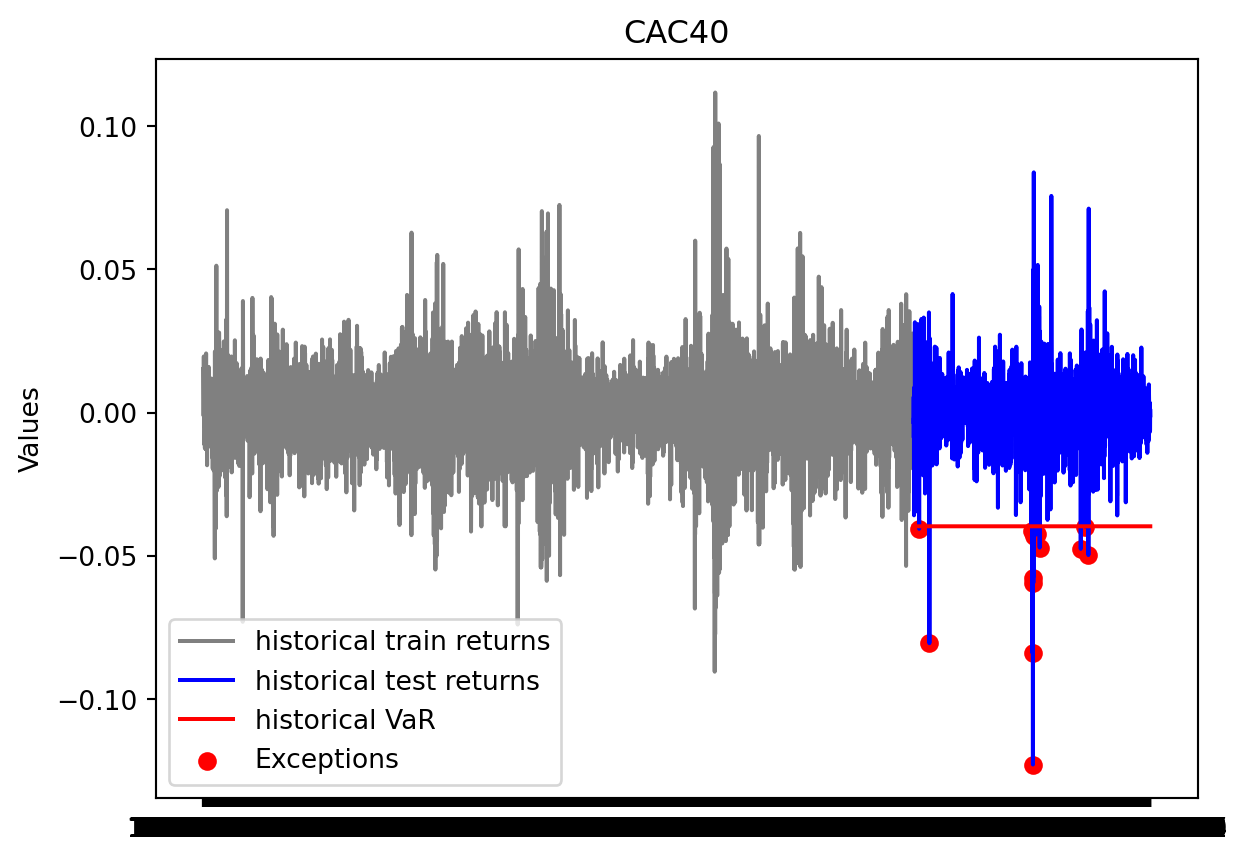 CAC40
0.10
0.05
0.00
−0.05
−0.10
Values
historical train returns
historical test returns
historical VaR
Exceptions